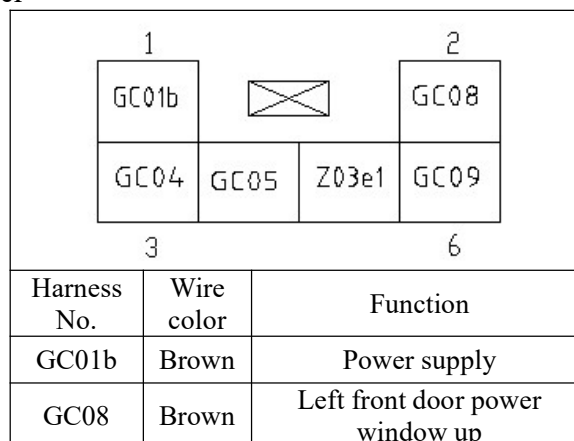 1 2
GC01b GC08
GC04 GC05 Z03e1 GC09
3 6
Harness No. Wire color Function
GC01b Brown Power supply
GC08 Brown Left front door power
window up